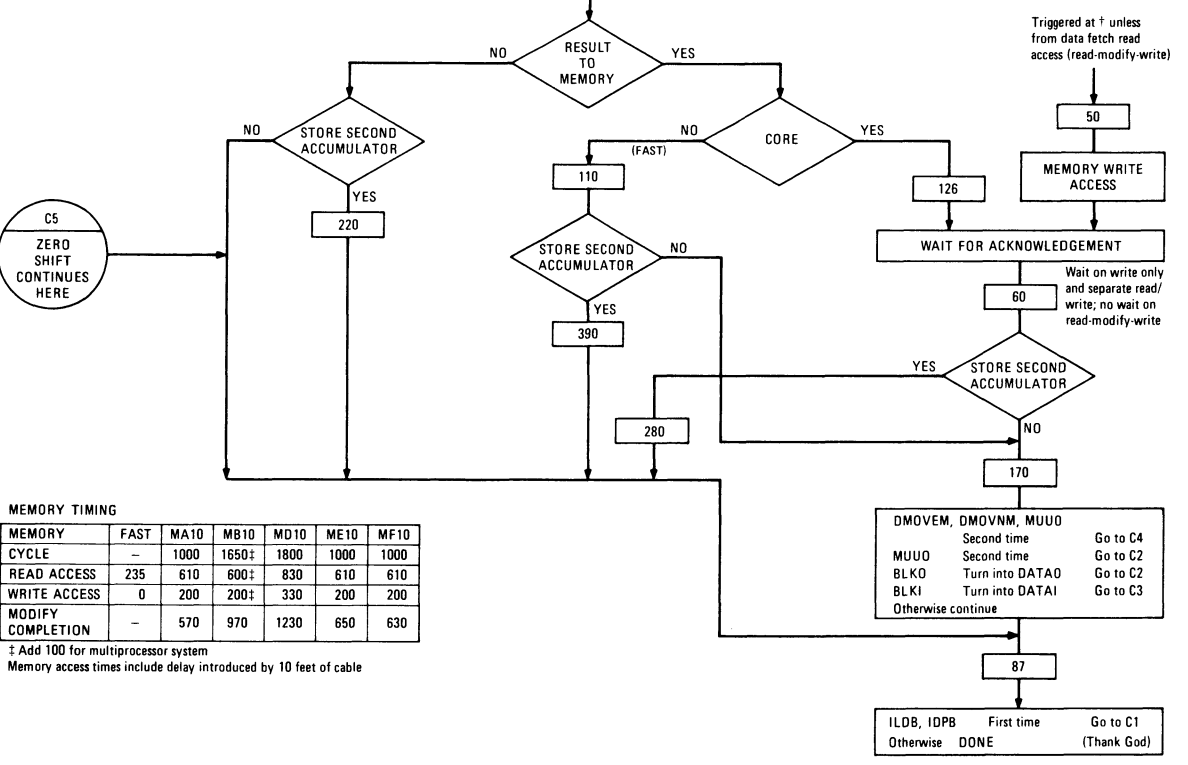 Triggered at † unless
from data fetch read
access (read-modify-write)
RESULT
TO
MEMORY
NO
YES
50
NO
STORE SECOND
ACCUMULATOR
NO
(FAST)
CORE
YES
MEMORY WRITE
ACCESS
110
126
YES
C5
ZERO
SHIFT
CONTINUES
HERE
220
STORE SECOND
ACCUMULATOR
NO
WAIT FOR ACKNOWLEDGEMENT
Wait on write only
and separate read/
write; no wait on
read-modify-write
60
YES
390
YES
STORE SECOND
ACCUMULATOR
280
NO
170
MEMORY TIMING
MEMORY FAST MA10 MB10 MD10 ME10 MF10
CYCLE – 1000 1650‡ 1800 1000 1000
READ ACCESS 235 610 600‡ 830 610 610
WRITE ACCESS 0 200 200‡ 330 200 200
MODIFY
COMPLETION – 570 970 1230 650 630
‡ Add 100 for multiprocessor system
Memory access times include delay introduced by 10 feet of cable
DMOVEM, DMOVNM, MUUO
Second time Go to C4
MUUO Second time Go to C2
BLKO Turn into DATAO Go to C2
BLKI Turn into DATAI Go to C3
Otherwise continue
87
ILDB, IDPB First time Go to C1
Otherwise DONE (Thank God)